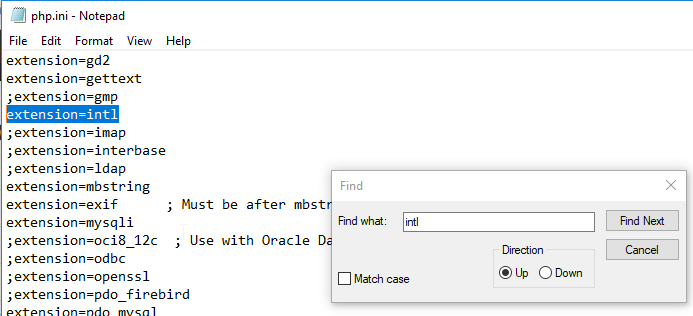 php.ini - Notepad
File Edit Format View Help
extension=gd2
extension=gettext
;extension=gmp
extension=intl
;extension=imap
;extension=interbase
;extension=ldap
extension=mbstring
extension=exif ; Must be after mbstr
extension=mysqli
;extension=oci8_12c ; Use with Oracle Da
;extension=odbc
;extension=openssl
;extension=pdo_firebird
extension=pdo_mysql
Find
Find what: intl Find Next
Direction Cancel
Up Down
Match case